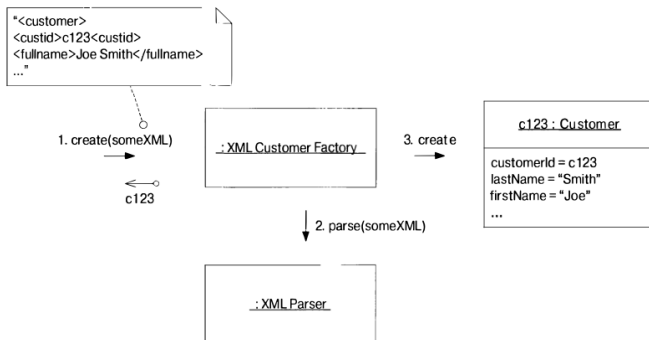 “<customer>
<custid>c123<custid>
<fullname>Joe Smith</fullname>
...”
1. create(someXML)
c123
: XML Customer Factory
3. create
c123 : Customer
customerId = c123
lastName = “Smith”
firstName = “Joe”
...
2. parse(someXML)
: XML Parser